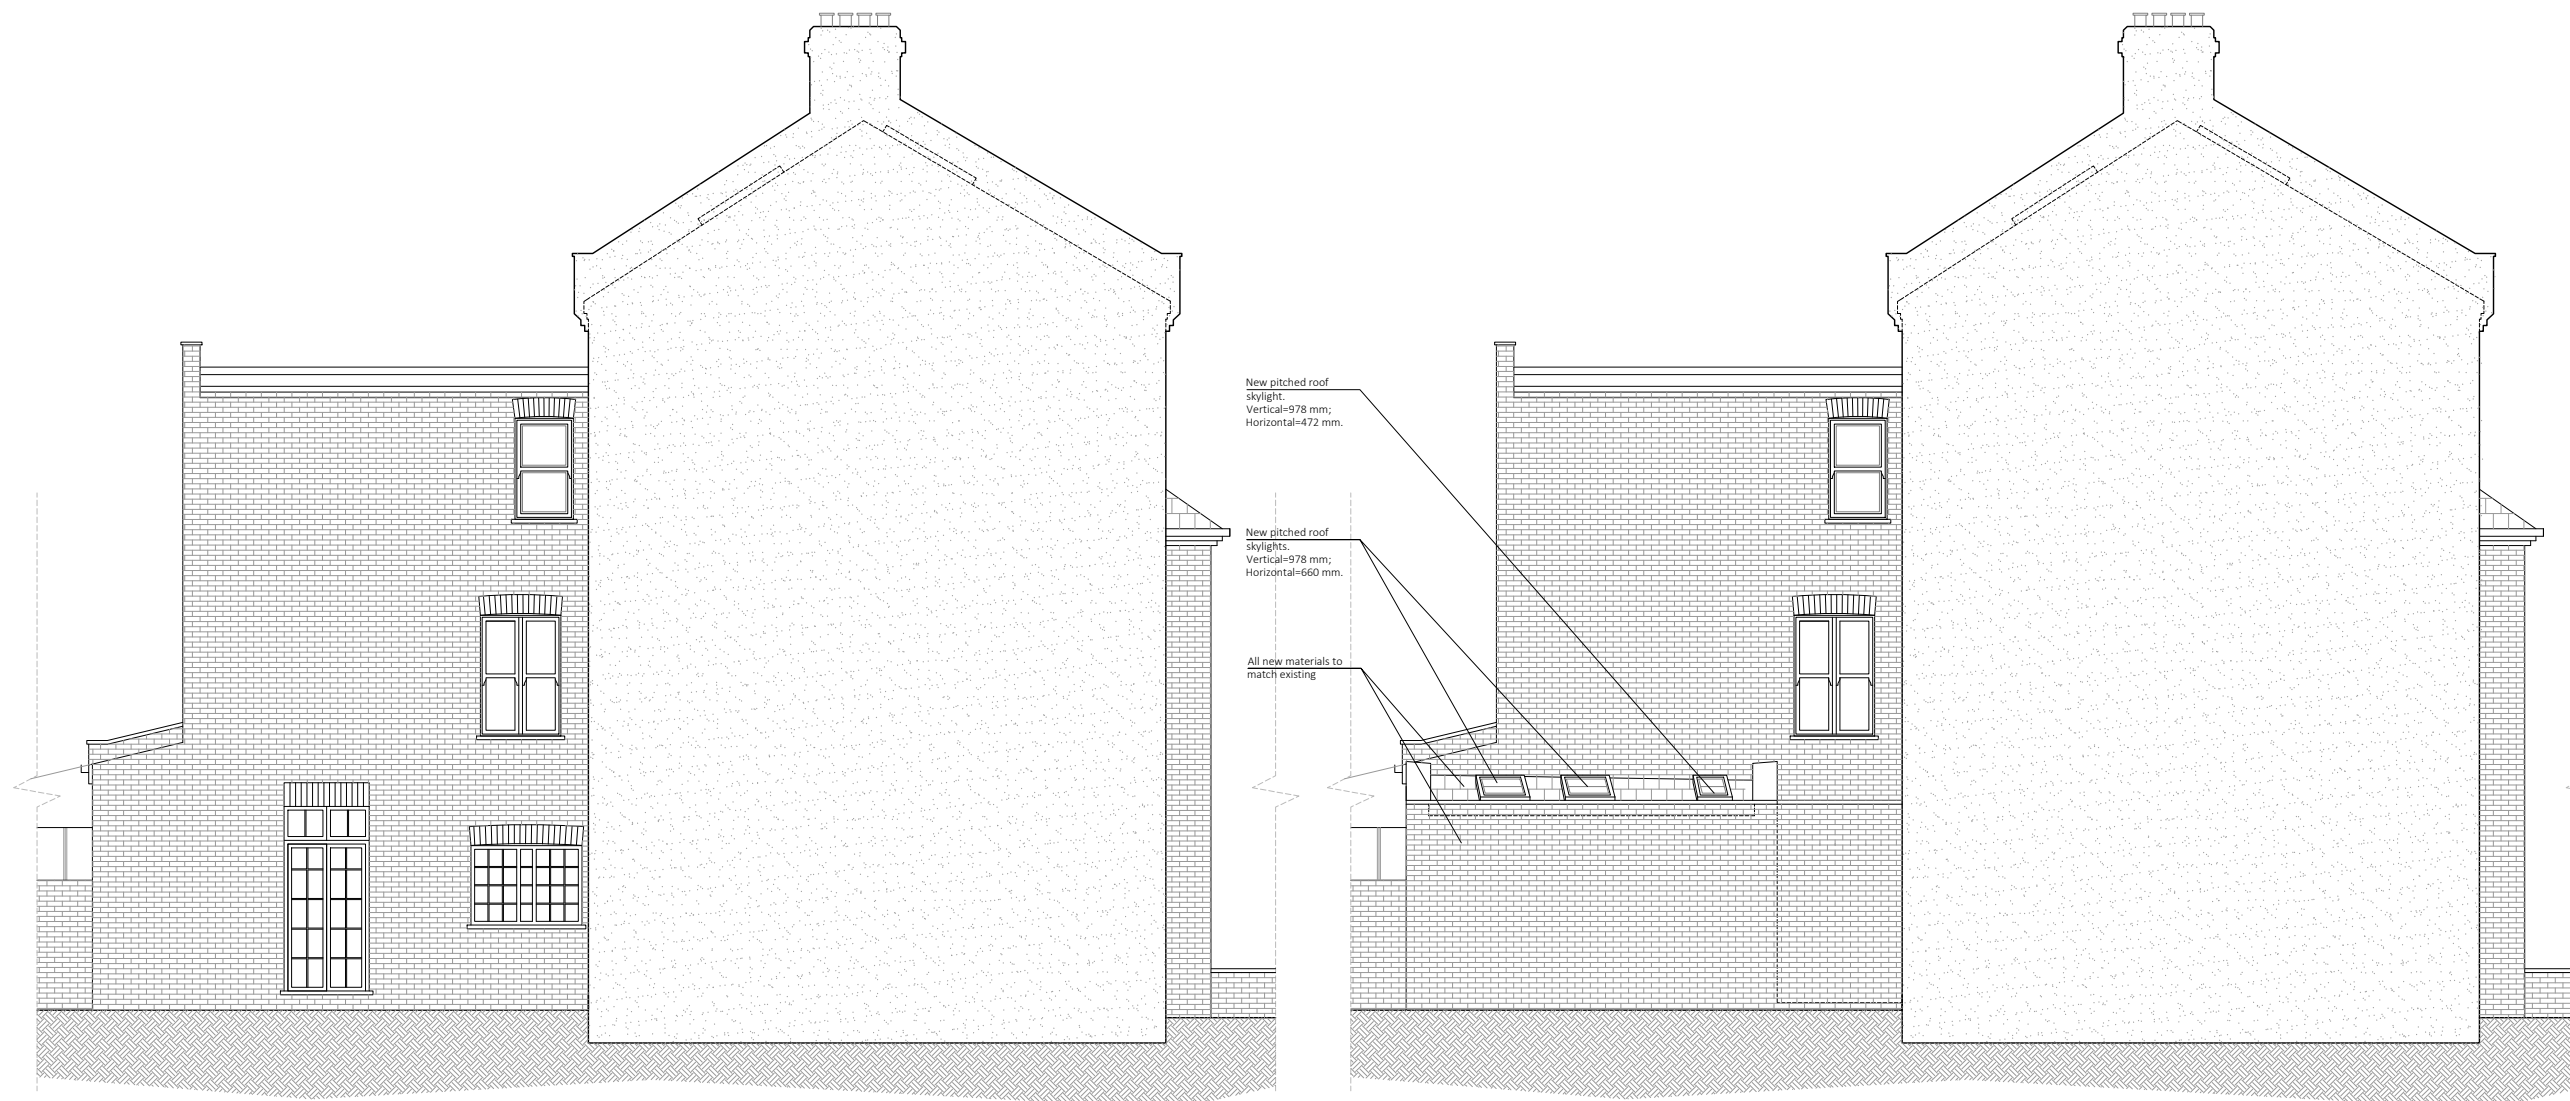 New pitched roof
skylight.
Vertical=978 mm;
Horizontal=472 mm.
New pitched roof
skylights.
Vertical=978 mm;
Horizontal=660 mm.
All new materials to
match existing